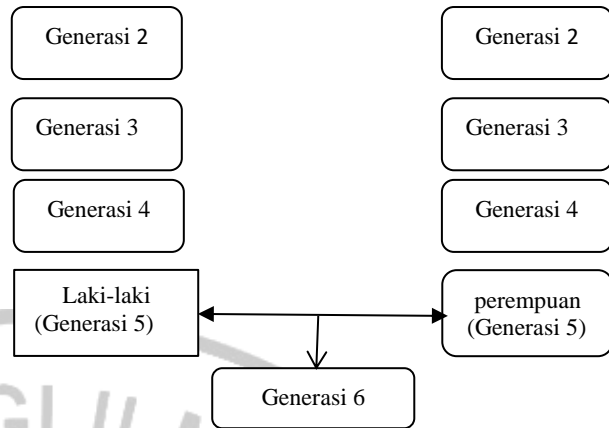 Generasi 2
Generasi 2
Generasi 3
Generasi 3
Generasi 4
Generasi 4
Laki-laki
(Generasi 5)
perempuan
(Generasi 5)
Generasi 6